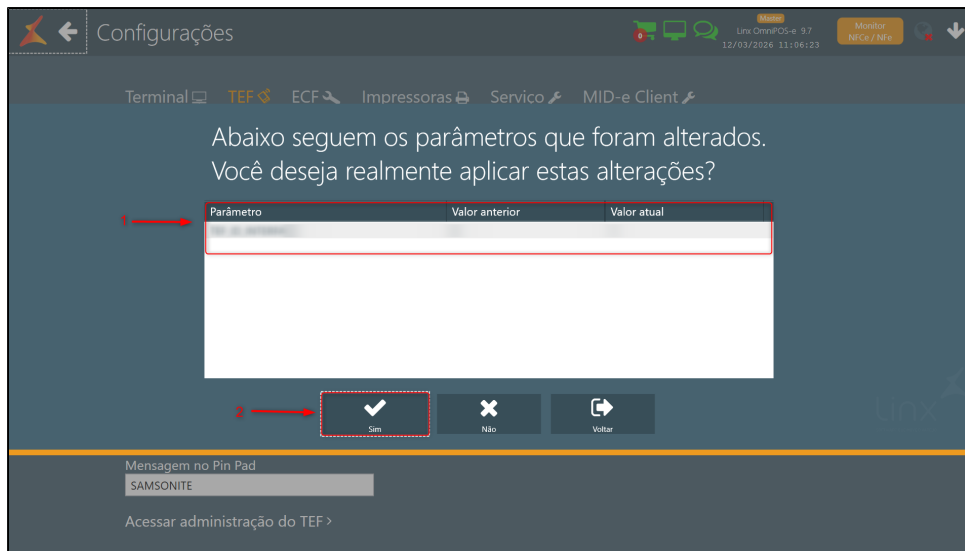 Configurações
0
Master
Linx OmniPOS-e 9.7
12/03/2026 11:06:23
Monitor
NFCe / NFe
Terminal TEF ECF Impressoras Serviço MID-e Client
Abaixo seguem os parâmetros que foram alterados.
Você deseja realmente aplicar estas alterações?
Parâmetro Valor anterior Valor atual
1
2
Sim Não Voltar
Linx
Mensagem no Pin Pad
SAMSONITE
Acessar administração do TEF >